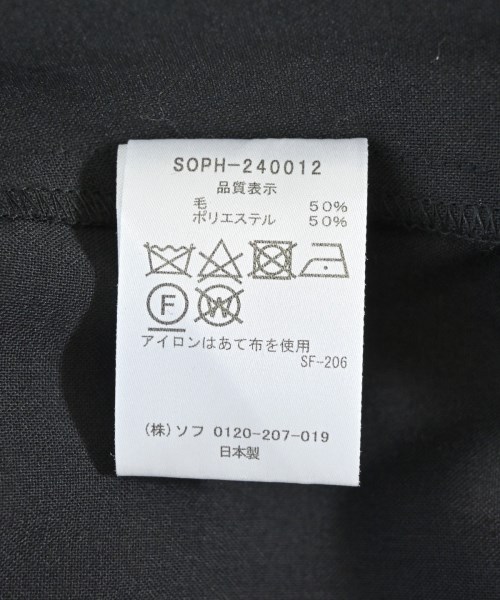 SOPH-240012
品質表示
毛 50%
ポリエステル 50%
F W
アイロンはあて布を使用
SF-206
(株)ソフ 0120-207-019
日本製